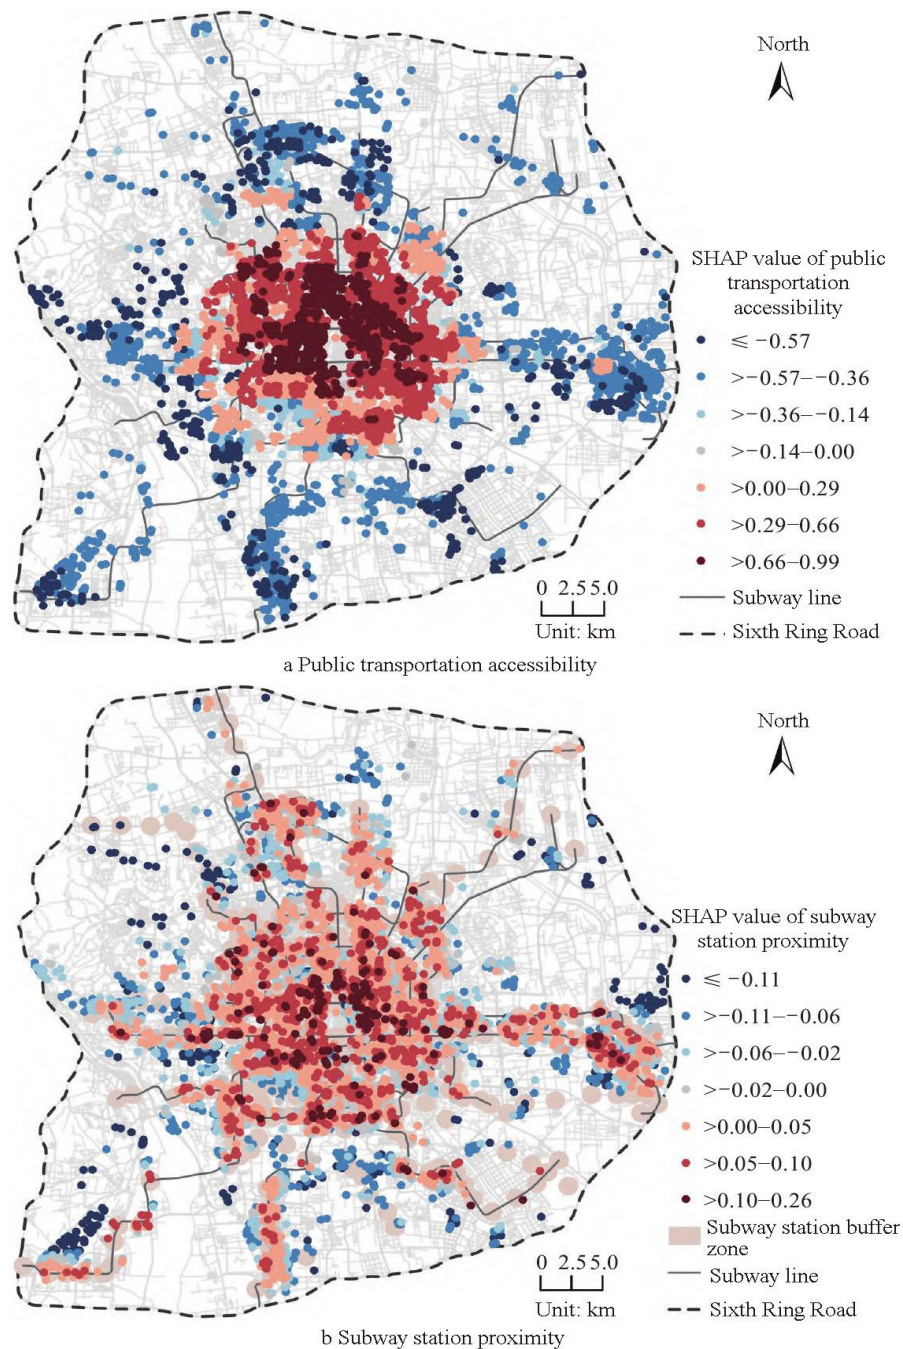 North
SHAP value of public
transportation
accessibility
⩽ −0.57
>−0.57–−0.36
>−0.36–−0.14
>−0.14–0.00
>0.00–0.29
>0.29–0.66
>0.66–0.99
Subway line
Sixth Ring Road
0 2.55.0
Unit: km
a Public transportation accessibility
North
SHAP value of subway
station proximity
⩽ −0.11
>−0.11–−0.06
>−0.06–−0.02
>−0.02–0.00
>0.00–0.05
>0.05–0.10
>0.10–0.26
Subway station buffer
zone
Subway line
Sixth Ring Road
0 2.55.0
Unit: km
b Subway station proximity